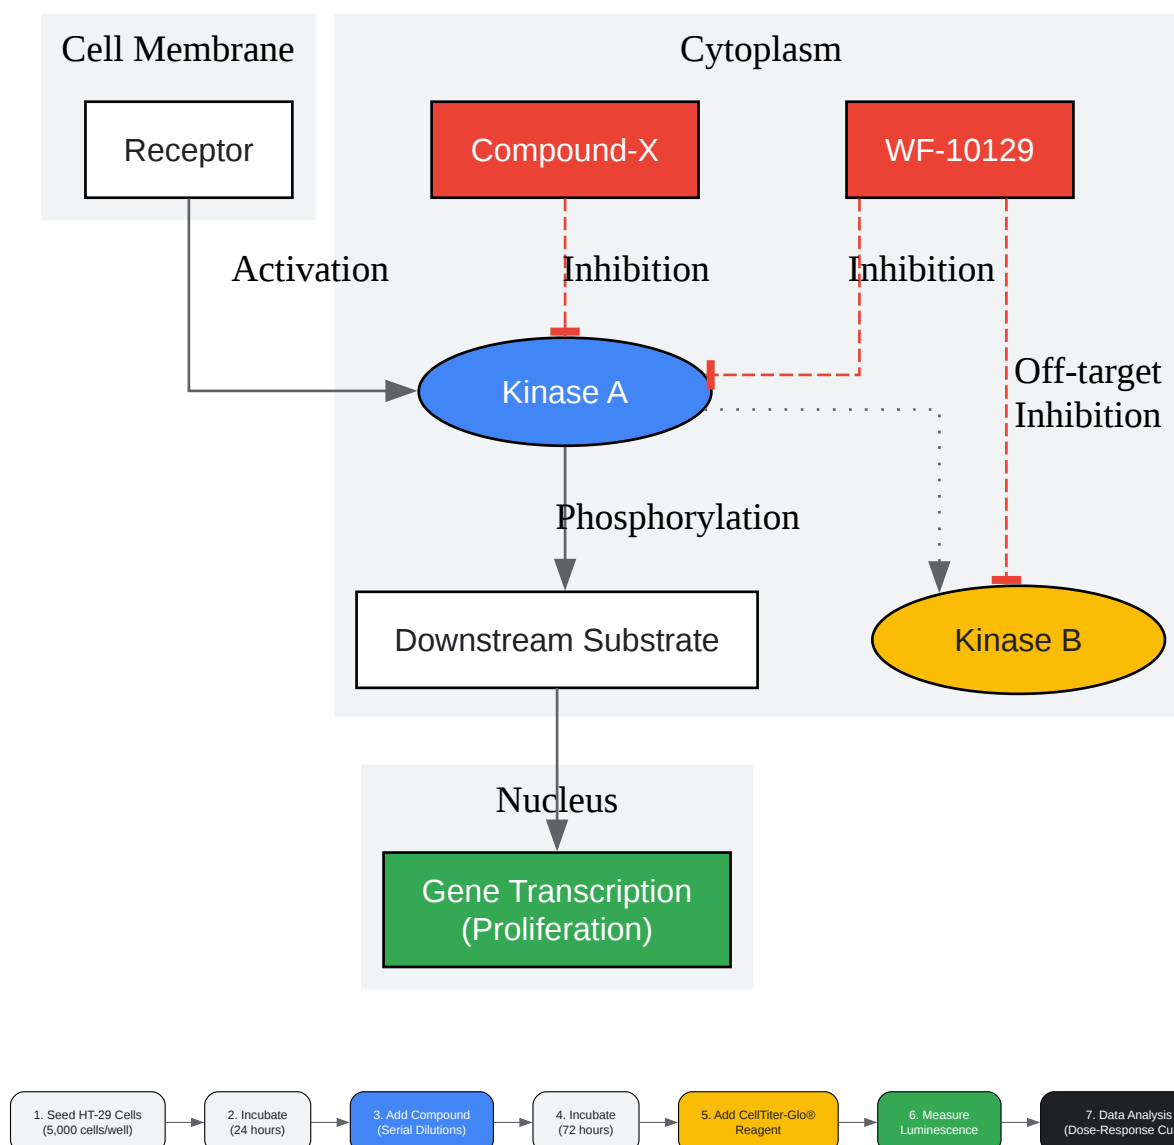 Cell Membrane
Cytoplasm
Receptor
Compound-X
WF-10129
Activation
Inhibition
Inhibition
Off-target
Inhibition
Kinase A
Phosphorylation
Downstream Substrate
Kinase B
Nucleus
Gene Transcription
(Proliferation)
1. Seed HT-29 Cells
(5,000 cells/well)
2. Incubate
(24 hours)
3. Add Compound
(Serial Dilutions)
4. Incubate
(72 hours)
5. Add CellTiter-Glo®
Reagent
6. Measure
Luminescence
7. Data Analysis
(Dose-Response